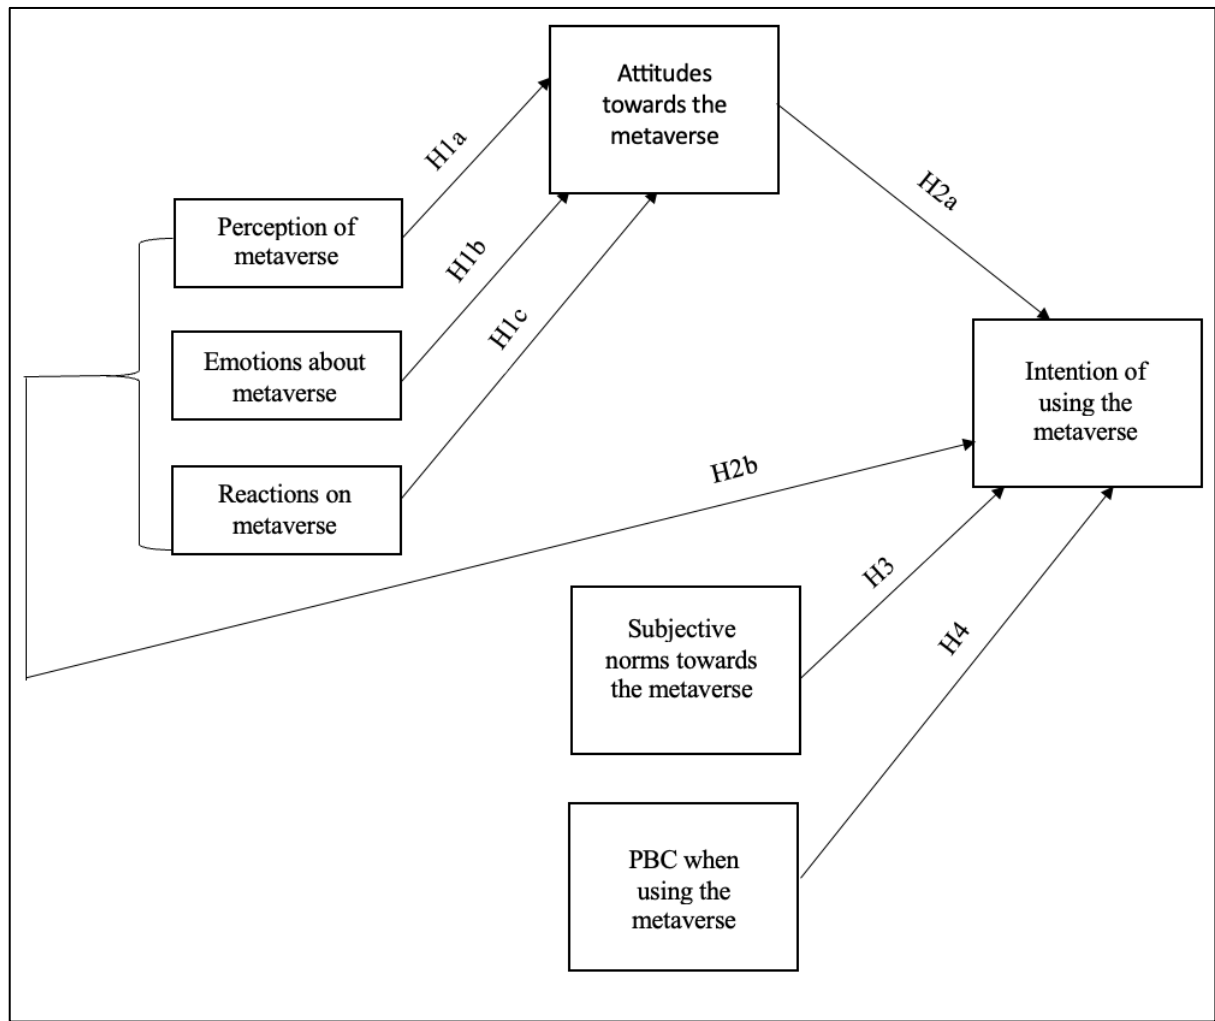 Attitudes
towards the
metaverse
H1a
H2a
Perception of
metaverse
H1b
H1c
Emotions about
metaverse
Intention of
using the
metaverse
H2b
Reactions on
metaverse
H3
Subjective
norms towards
the metaverse
H4
PBC when
using the
metaverse